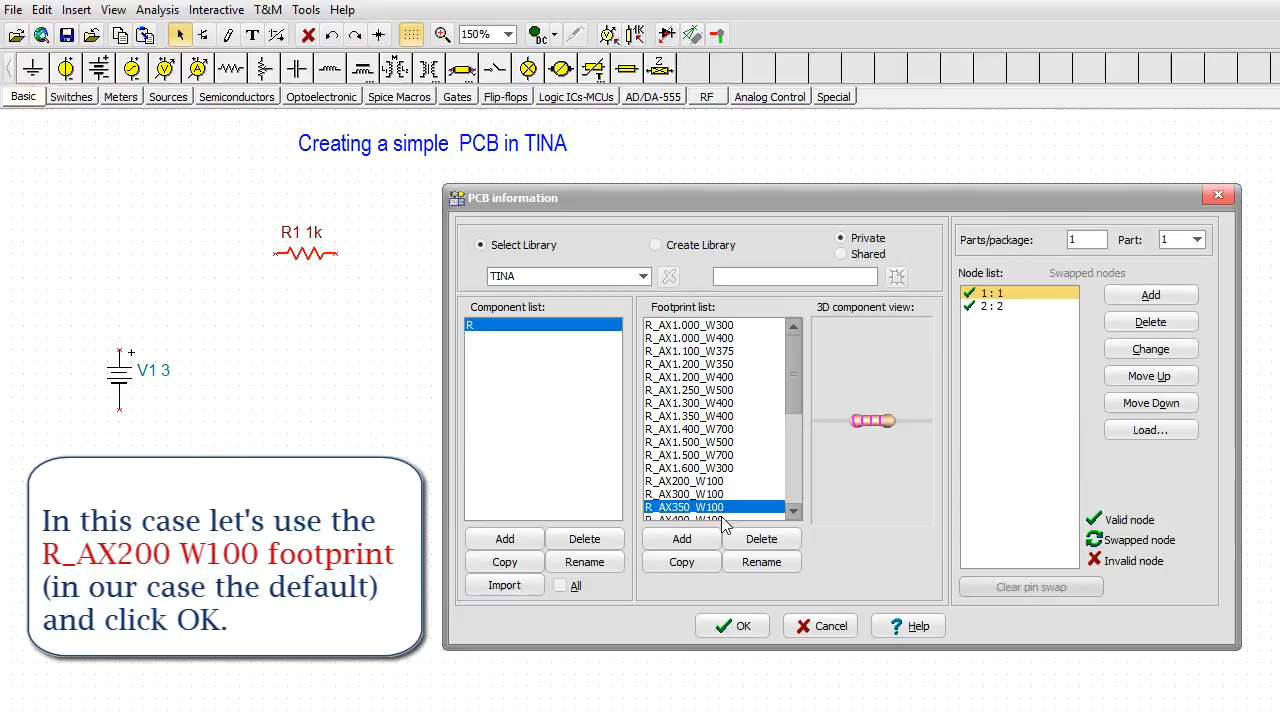 File Edit Insert View Analysis Interactive T&M Tools Help
150%
DC
1K
Z
Basic Switches Meters Sources Semiconductors Optoelectronic Spice Macros Gates Flip-flops Logic ICs-MCUs AD/DA-555 RF Analog Control Special
Creating a simple PCB in TINA
R1 1k
V1 3
+
In this case let's use the
R_AX200 W100 footprint
(in our case the default)
and click OK.
PCB information
Select Library
Create Library
Private
Shared
TINA
Component list:
R
Add Delete
Copy Rename
Import All
Footprint list:
R_AX1.000_W300
R_AX1.000_W400
R_AX1.100_W375
R_AX1.200_W350
R_AX1.200_W400
R_AX1.250_W500
R_AX1.300_W400
R_AX1.350_W400
R_AX1.400_W700
R_AX1.500_W500
R_AX1.500_W700
R_AX1.600_W300
R_AX200_W100
R_AX300_W100
R_AX350_W100
R_AX400_W100
Add Delete
Copy Rename
3D component view:
Parts/package: 1 Part: 1
Node list: Swapped nodes
1: 1
2: 2
Add
Delete
Change
Move Up
Move Down
Load...
Valid node
Swapped node
Invalid node
Clear pin swap
OK Cancel Help